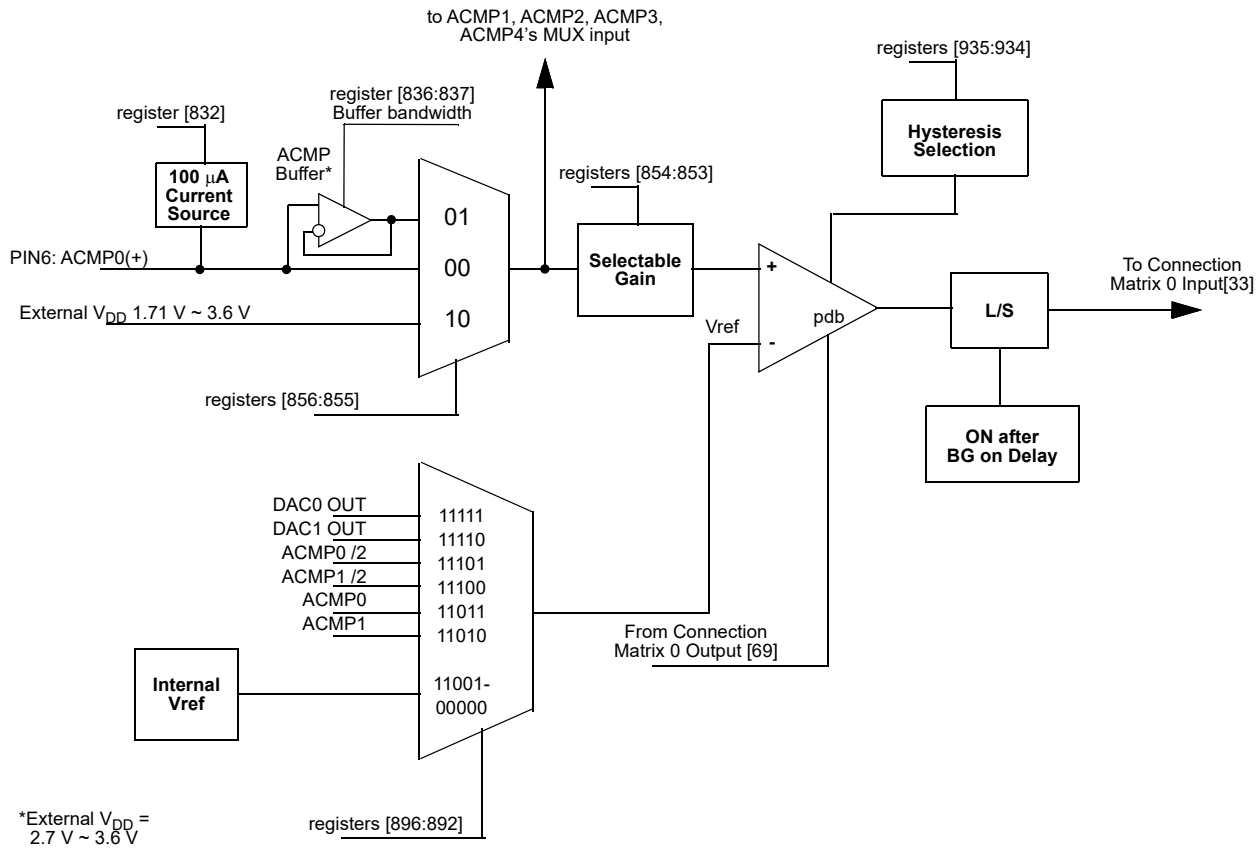 to ACMP1, ACMP2, ACMP3,
ACMP4's MUX input
registers [935:934]
register [836:837]
Buffer bandwidth
register [832]
Hysteresis
Selection
ACMP
Buffer*
100 μA
Current
Source
registers [854:853]
01
PIN6: ACMP0(+)
00
Selectable
Gain
+
To Connection
Matrix 0 Input[33]
External VDD 1.71 V ~ 3.6 V
10
Vref
-
pdb
L/S
registers [856:855]
ON after
BG on Delay
DAC0 OUT
11111
DAC1 OUT
11110
ACMP0 /2
11101
ACMP1 /2
11100
ACMP0
11011
ACMP1
11010
From Connection
Matrix 0 Output [69]
Internal
Vref
11001-
00000
*External VDD =
2.7 V ~ 3.6 V
registers [896:892]